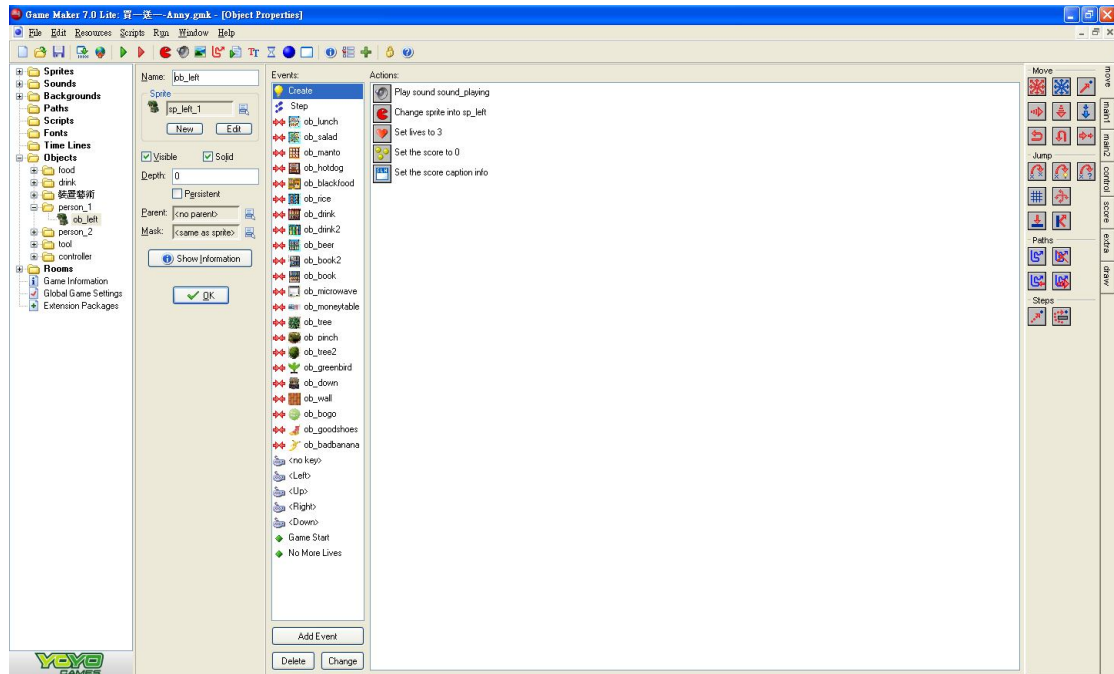 Game Maker 7.0 Lite: 買一送一-Anny.gmk - [Object Properties]
File Edit Resources Scripts Run Window Help
Sprites
Sounds
Backgrounds
Paths
Scripts
Fonts
Time Lines
Objects
food
drink
裝置藝術
person_1
ob_left
person_2
tool
controller
Rooms
Game Information
Global Game Settings
Extension Packages
YOYO
GAMES
Name: ob_left
Sprite
sp_left_1
New Edit
Visible Solid
Depth: 0
Persistent
Parent: <no parent>
Mask: <same as sprite>
Show Information
OK
Events:
Create
Step
ob_lunch
ob_salad
ob_manto
ob_hotdog
ob_blackfood
ob_rice
ob_drink
ob_drink2
ob_beer
ob_book2
ob_book
ob_microwave
ob_moneytable
ob_tree
ob_pinch
ob_tree2
ob_greenbird
ob_down
ob_wall
ob_bogo
ob_goodshoes
ob_badbanana
<no key>
<Left>
<Up>
<Right>
<Down>
Game Start
No More Lives
Add Event
Delete Change
Actions:
Play sound sound_playing
Change sprite into sp_left
Set lives to 3
Set the score to 0
Set the score caption info
Move
Jump
Paths
Steps
move
main1
main2
control
score
extra
draw